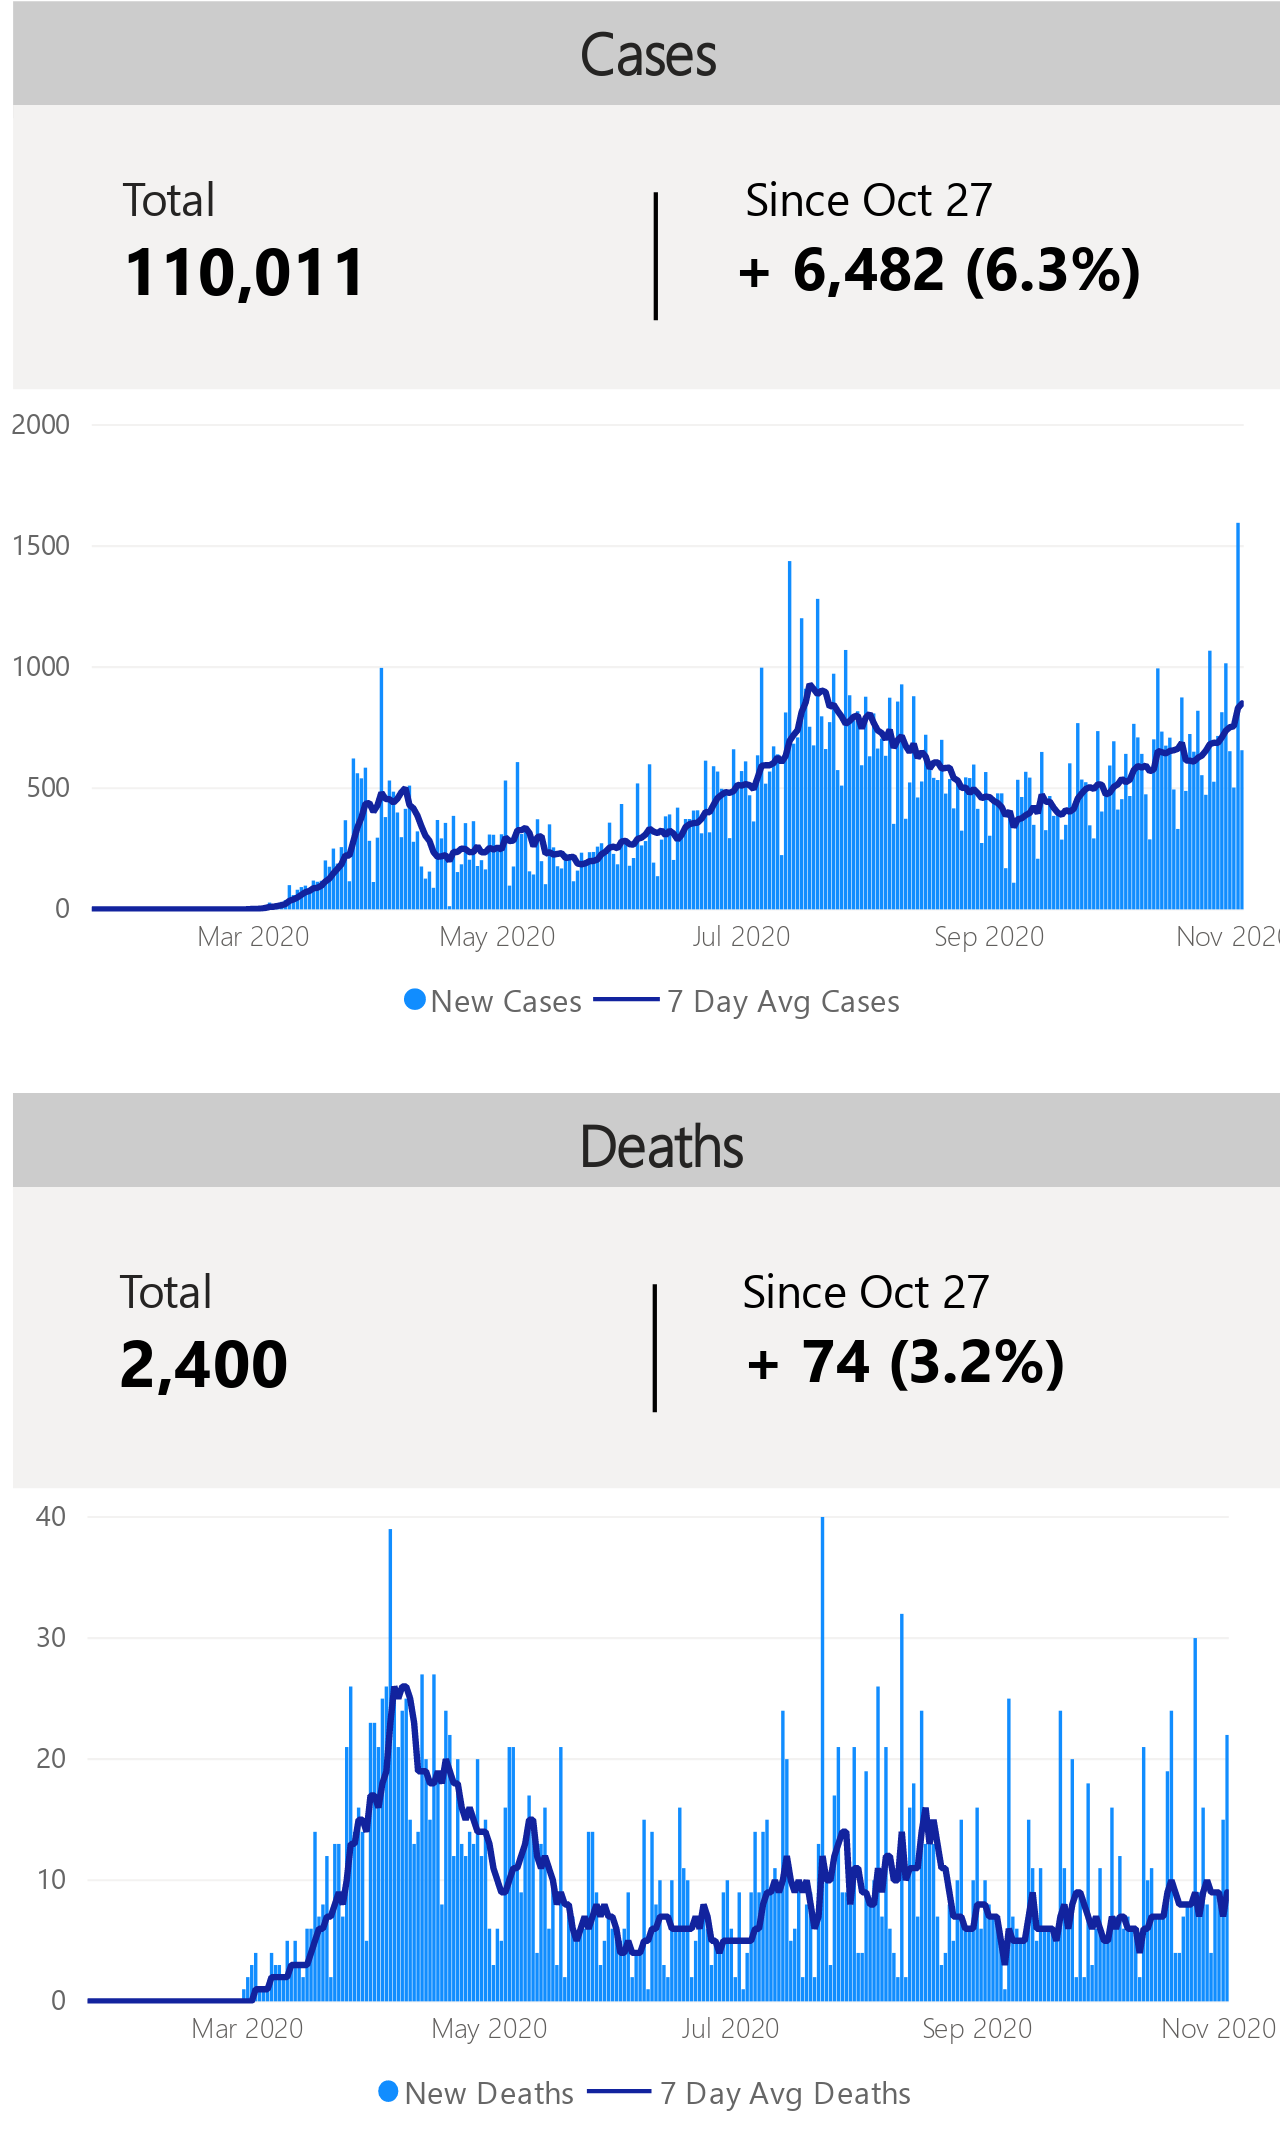 Cases
Total
Since Oct 27
110,011
+ 6,482 (6.3%)
2000
1500
1000
500
0
Mar 2020 May 2020 Jul 2020 Sep 2020 Nov 2020
New Cases 7 Day Avg Cases
Deaths
Total
Since Oct 27
2,400
+ 74 (3.2%)
40
30
20
10
0
Mar 2020 May 2020 Jul 2020 Sep 2020 Nov 2020
New Deaths 7 Day Avg Deaths